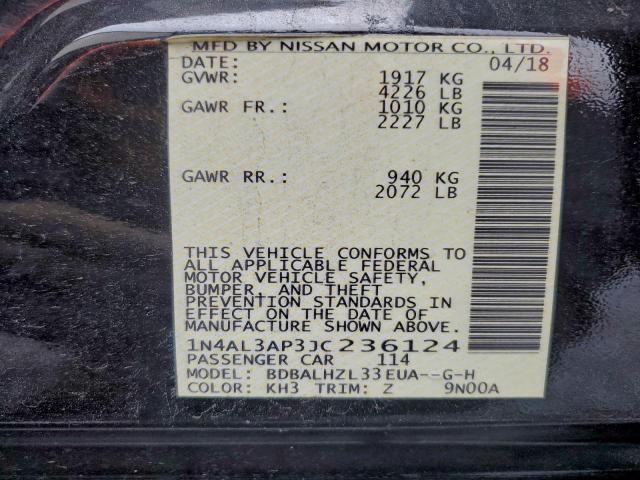 MFD BY NISSAN MOTOR CO., LTD.
DATE: 04/18
GVWR: 1917 KG
4226 LB
GAWR FR.: 1010 KG
2227 LB
GAWR RR.: 940 KG
2072 LB
THIS VEHICLE CONFORMS TO
ALL APPLICABLE FEDERAL
MOTOR VEHICLE SAFETY,
BUMPER, AND THEFT
PREVENTION STANDARDS IN
EFFECT ON THE DATE OF
MANUFACTURE SHOWN ABOVE.
1N4AL3AP3JC236124
PASSENGER CAR 114
MODEL: BDBALHZL33EUA--G-H
COLOR: KH3 TRIM: Z 9N00A